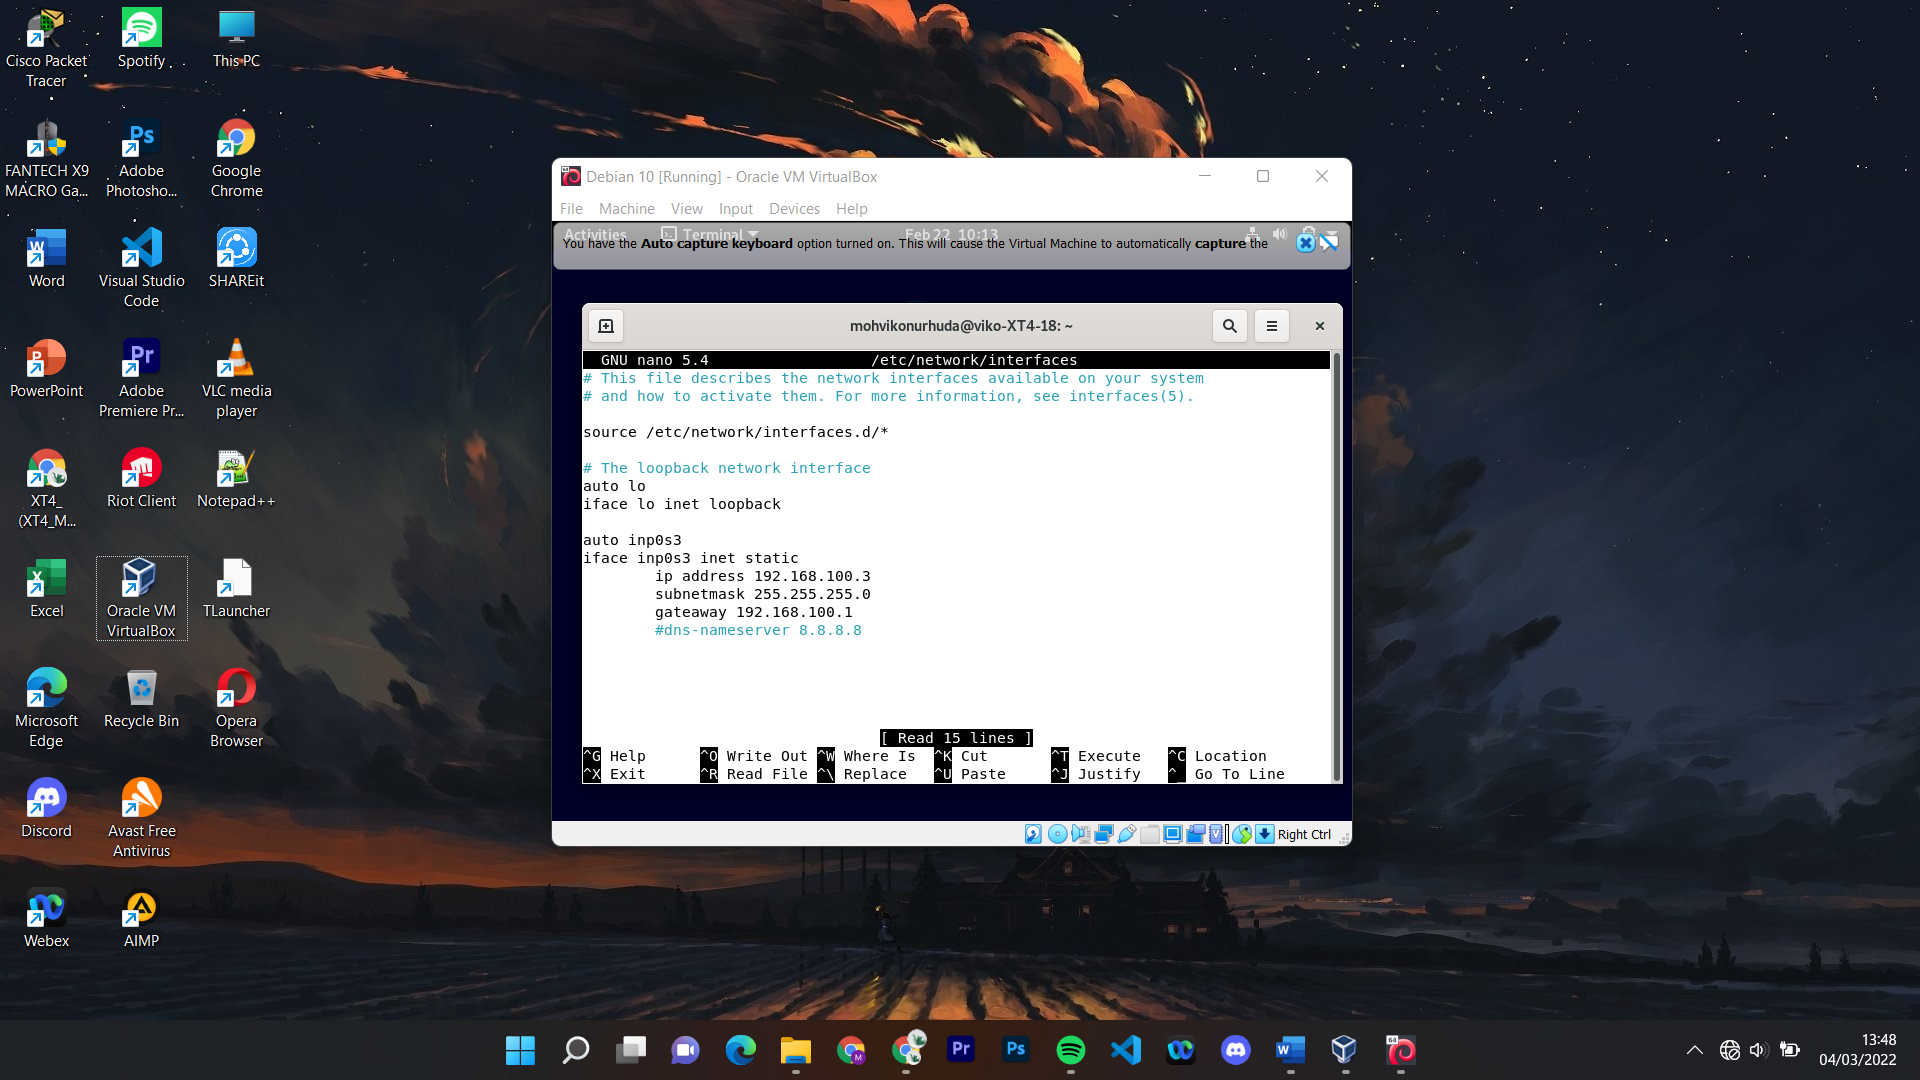 Cisco Packet
Tracer
Spotify
This PC
FANTECH X9
MACRO Ga...
Adobe
Photosho...
Google
Chrome
Word
Visual Studio
Code
SHAREit
PowerPoint
Adobe
Premiere Pr...
VLC media
player
XT4_
(XT4_M...
Riot Client
Notepad++
Excel
Oracle VM
VirtualBox
TLauncher
Microsoft
Edge
Recycle Bin
Opera
Browser
Discord
Avast Free
Antivirus
Webex
AIMP
Debian 10 [Running] - Oracle VM VirtualBox
File Machine View Input Devices Help
Activities Terminal Feb 22 10:13
You have the Auto capture keyboard option turned on. This will cause the Virtual Machine to automatically capture the
mohvikonurhuda@viko-XT4-18: ~
GNU nano 5.4 /etc/network/interfaces
# This file describes the network interfaces available on your system
# and how to activate them. For more information, see interfaces(5).
source /etc/network/interfaces.d/*
# The loopback network interface
auto lo
iface lo inet loopback
auto inp0s3
iface inp0s3 inet static
ip address 192.168.100.3
subnetmask 255.255.255.0
gateaway 192.168.100.1
#dns-nameserver 8.8.8.8
[ Read 15 lines ]
^G Help ^O Write Out ^W Where Is ^K Cut ^T Execute ^C Location
^X Exit ^R Read File ^\ Replace ^U Paste ^J Justify ^_ Go To Line
Right Ctrl
13:48
04/03/2022